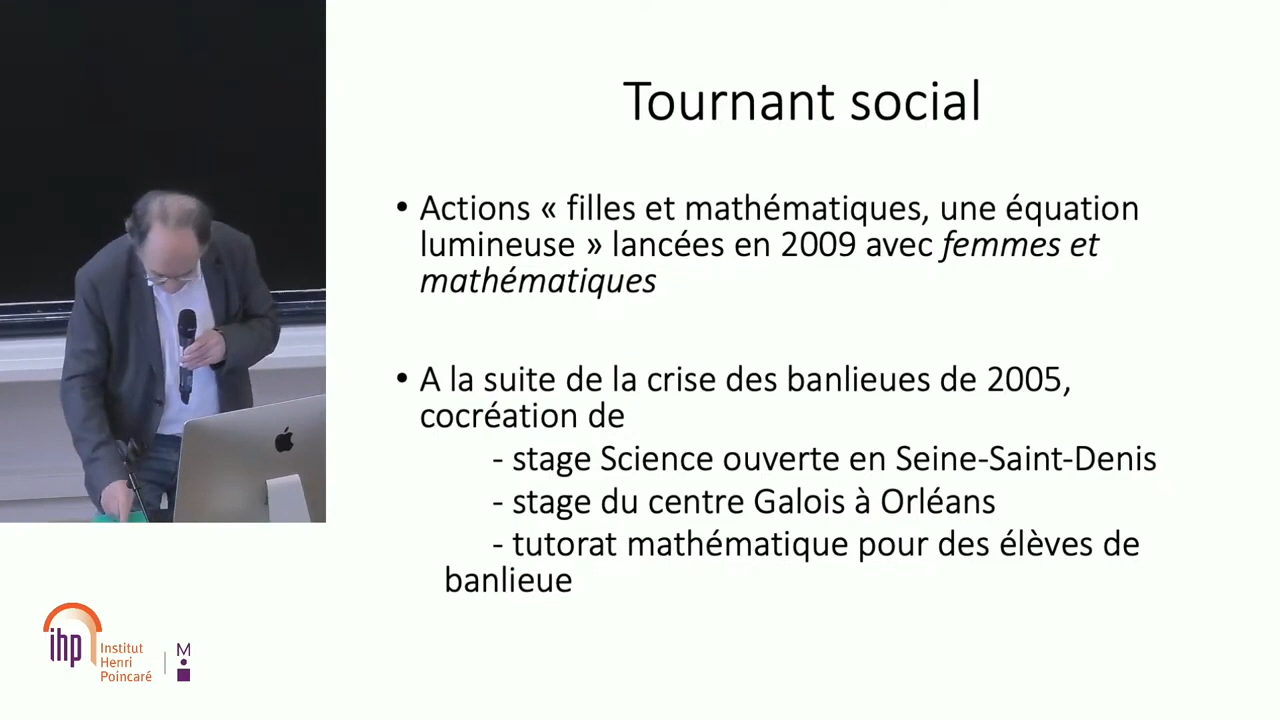 Tournant social
• Actions « filles et mathématiques, une équation
lumineuse » lancées en 2009 avec femmes et
mathématiques
• A la suite de la crise des banlieues de 2005,
cocréation de
- stage Science ouverte en Seine-Saint-Denis
- stage du centre Galois à Orléans
- tutorat mathématique pour des élèves de
banlieue
ihp
Institut
Henri
Poincaré
M